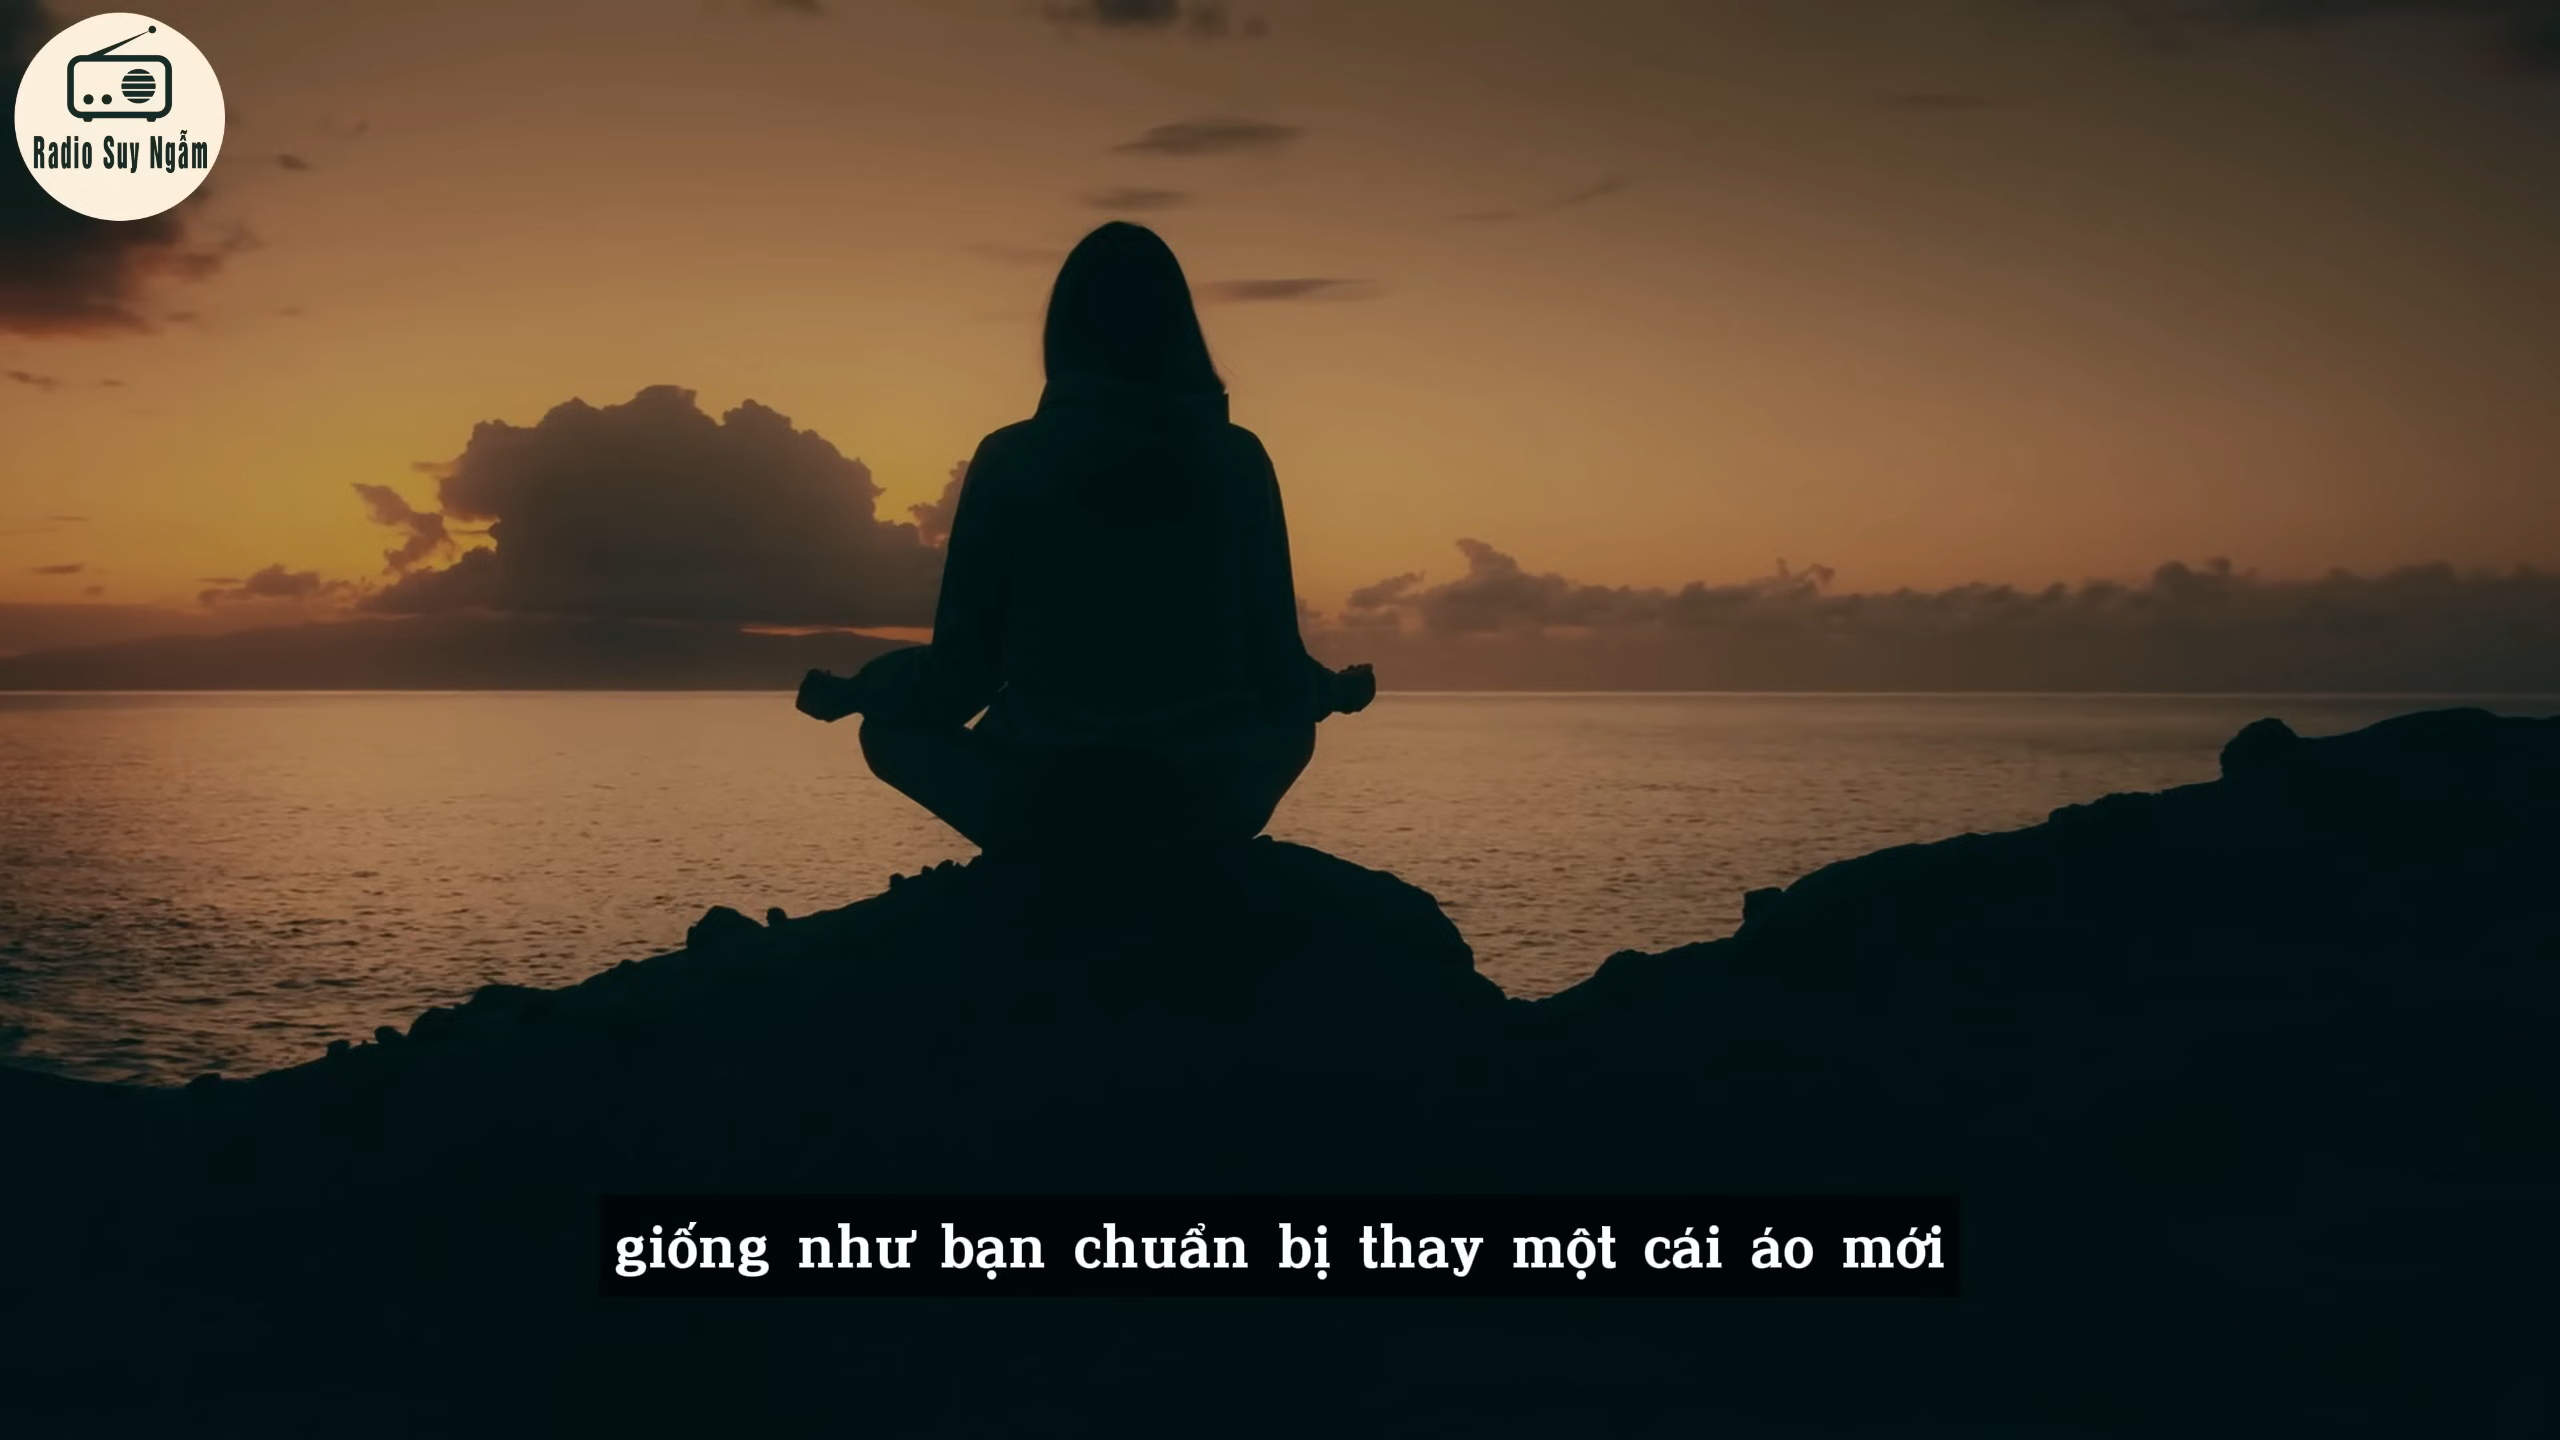 Radio Suy Ngẫm
giống như bạn chuẩn bị thay một cái áo mới